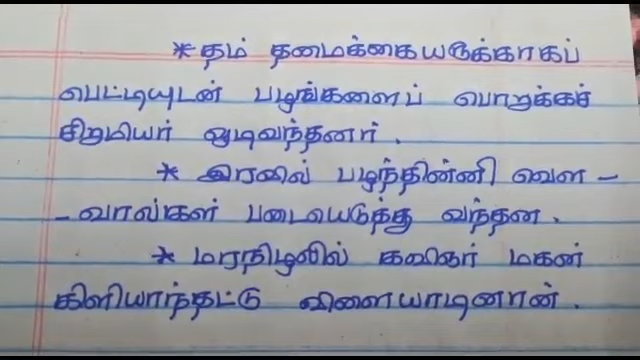 * தம் தமைக்கையருக்காகப்
பெட்டியுடன் பழங்களைப் பொறுக்கச்
சிறுமியர் ஓடிவந்தனர்.
* இரவில் பழந்தின்னி வெள -
- வால்கள் படையெடுத்து வந்தன.
* மரநிழலில் கவிஞர் மகன்
கிளியாந்தட்டு விளையாடினான்.